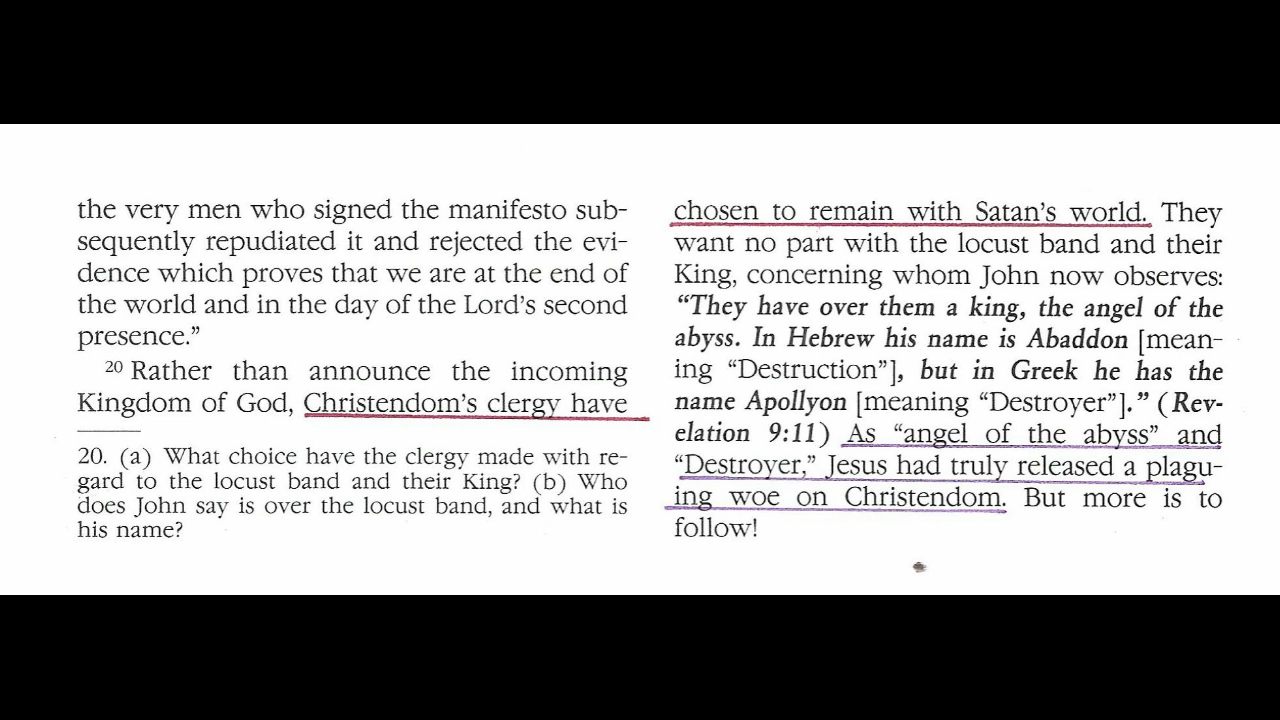 the very men who signed the manifesto sub-
sequently repudiated it and rejected the evi-
dence which proves that we are at the end of
the world and in the day of the Lord's second
presence."
20 Rather than announce the incoming
Kingdom of God, Christendom's clergy have
20. (a) What choice have the clergy made with re-
gard to the locust band and their King? (b) Who
does John say is over the locust band, and what is
his name?
chosen to remain with Satan's world. They
want no part with the locust band and their
King, concerning whom John now observes:
"They have over them a king, the angel of the
abyss. In Hebrew his name is Abaddon [mean-
ing "Destruction"], but in Greek he has the
name Apollyon [meaning "Destroyer"]." (Rev-
elation 9:11) As "angel of the abyss" and
"Destroyer," Jesus had truly released a plagu-
ing woe on Christendom. But more is to
follow!